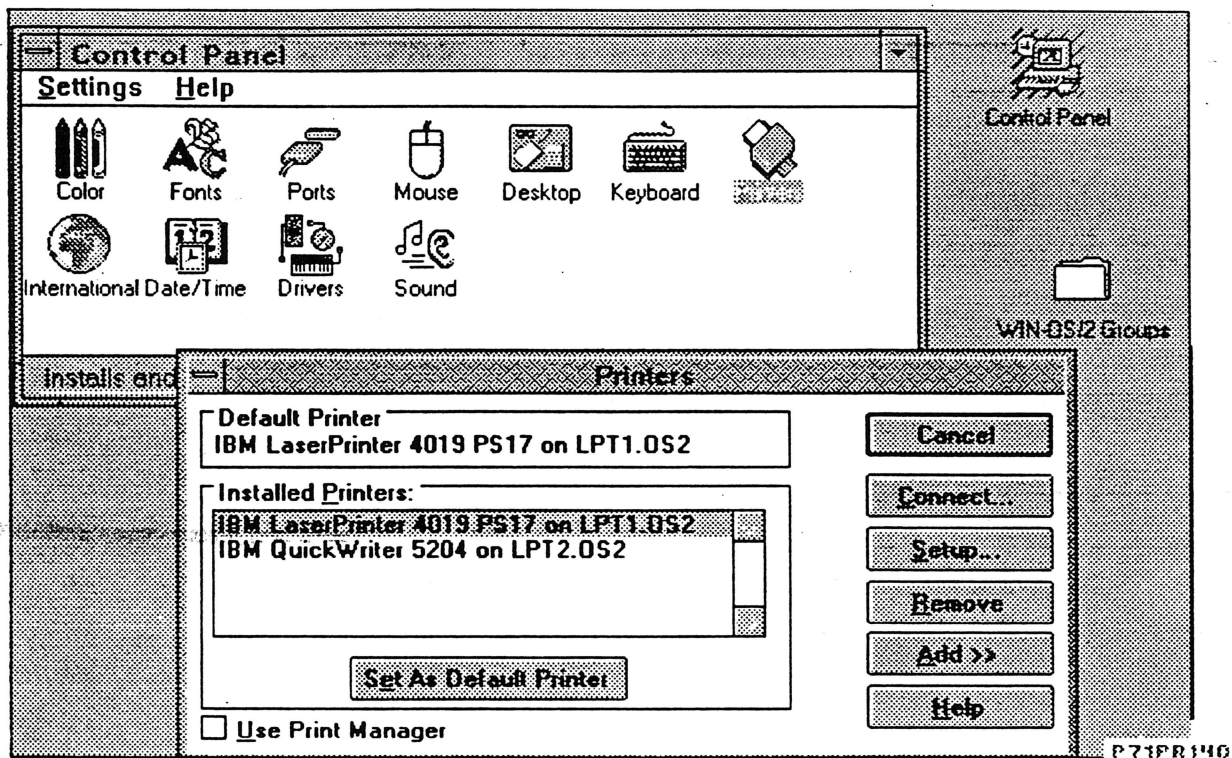 Control Panel
Settings Help
Color
Fonts
Ports
Mouse
Desktop
Keyboard
Printers
International
Date/Time
Drivers
Sound
Control Panel
WIN-OS/2 Groups
Installs and
Printers
Default Printer
IBM LaserPrinter 4019 PS17 on LPT1.OS2
Installed Printers:
IBM LaserPrinter 4019 PS17 on LPT1.OS2
IBM QuickWriter 5204 on LPT2.OS2
Set As Default Printer
Use Print Manager
Cancel
Connect...
Setup...
Remove
Add >>
Help